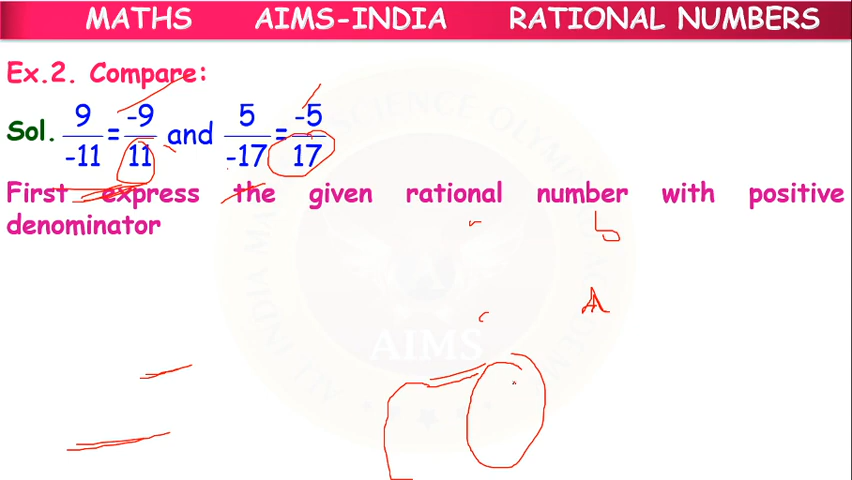 MATHS AIMS-INDIA RATIONAL NUMBERS
Ex.2. Compare:
Sol. 9/-11 = -9/11 and 5/-17 = -5/17
First express the given rational number with positive
denominator
AIMS